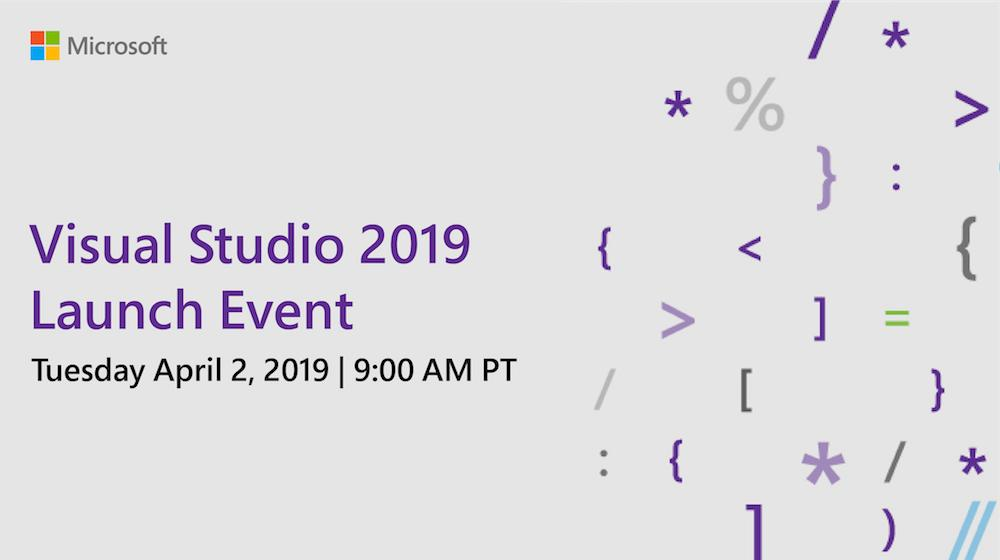 Microsoft
Visual Studio 2019
Launch Event
Tuesday April 2, 2019 | 9:00 AM PT
/ *
* % >
} :
{ < {
> ] =
/ [ }
: { * / *
] ) //